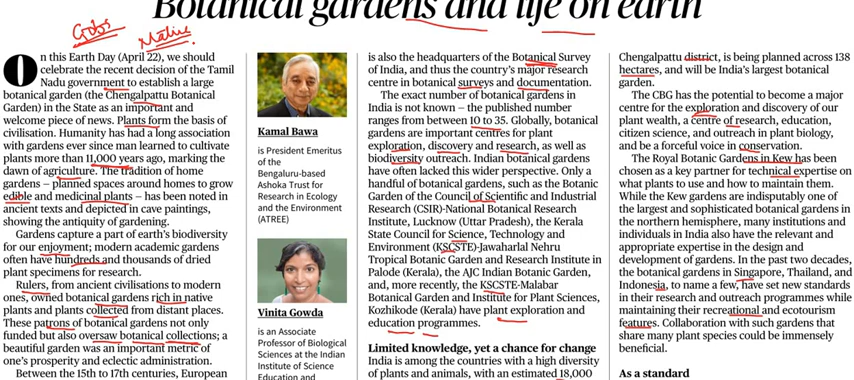 Botanical gardens and life on earth
On this Earth Day (April 22), we should
celebrate the recent decision of the Tamil
Nadu government to establish a large
botanical garden (the Chengalpattu Botanical
Garden) in the State as an important and
welcome piece of news. Plants form the basis of
civilisation. Humanity has had a long association
with gardens ever since man learned to cultivate
plants more than 11,000 years ago, marking the
dawn of agriculture. The tradition of home
gardens – planned spaces around homes to grow
edible and medicinal plants – has been noted in
ancient texts and depicted in cave paintings,
showing the antiquity of gardening.
Gardens capture a part of earth's biodiversity
for our enjoyment; modern academic gardens
often have hundreds and thousands of dried
plant specimens for research.
Rulers, from ancient civilisations to modern
ones, owned botanical gardens rich in native
plants and plants collected from distant places.
These patrons of botanical gardens not only
funded but also oversaw botanical collections; a
beautiful garden was an important metric of
one's prosperity and eclectic administration.
Between the 15th to 17th centuries, European
Kamal Bawa
is President Emeritus
of the
Bengaluru-based
Ashoka Trust for
Research in Ecology
and the Environment
(ATREE)
Vinita Gowda
is an Associate
Professor of Biological
Sciences at the Indian
Institute of Science
Education and
is also the headquarters of the Botanical Survey
of India, and thus the country's major research
centre in botanical surveys and documentation.
The exact number of botanical gardens in
India is not known – the published number
ranges from between 10 to 35. Globally, botanical
gardens are important centres for plant
exploration, discovery and research, as well as
biodiversity outreach. Indian botanical gardens
have often lacked this wider perspective. Only a
handful of botanical gardens, such as the Botanic
Garden of the Council of Scientific and Industrial
Research (CSIR)-National Botanical Research
Institute, Lucknow (Uttar Pradesh), the Kerala
State Council for Science, Technology and
Environment (KSCSTE)-Jawaharlal Nehru
Tropical Botanic Garden and Research Institute in
Palode (Kerala), the AJC Indian Botanic Garden,
and, more recently, the KSCSTE-Malabar
Botanical Garden and Institute for Plant Sciences,
Kozhikode (Kerala) have plant exploration and
education programmes.
Limited knowledge, yet a chance for change
India is among the countries with a high diversity
of plants and animals, with an estimated 18,000
Chengalpattu district, is being planned across 138
hectares, and will be India's largest botanical
garden.
The CBG has the potential to become a major
centre for the exploration and discovery of our
plant wealth, a centre of research, education,
citizen science, and outreach in plant biology,
and be a forceful voice in conservation.
The Royal Botanic Gardens in Kew has been
chosen as a key partner for technical expertise on
what plants to use and how to maintain them.
While the Kew gardens are indisputably one of
the largest and sophisticated botanical gardens in
the northern hemisphere, many institutions and
individuals in India also have the relevant and
appropriate expertise in the design and
development of gardens. In the past two decades,
the botanical gardens in Singapore, Thailand, and
Indonesia, to name a few, have set new standards
in their research and outreach programmes while
maintaining their recreational and ecotourism
features. Collaboration with such gardens that
share many plant species could be immensely
beneficial.
As a standard